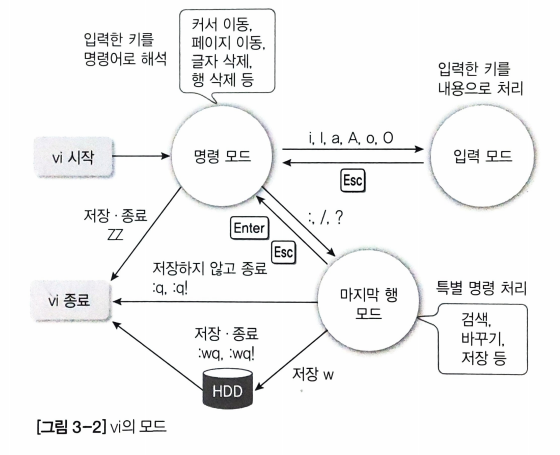 입력한 키를
명령어로 해석
커서 이동,
페이지 이동,
글자 삭제,
행 삭제 등
입력한 키를
내용으로 처리
vi 시작
명령 모드
i, I, a, A, o, O
Esc
입력 모드
저장·종료
ZZ
Enter
Esc
:, /, ?
저장하지 않고 종료
:q, :q!
vi 종료
마지막 행
모드
특별 명령 처리
검색,
바꾸기,
저장 등
저장·종료
:wq, :wq!
HDD
저장 w
[그림 3-2] vi의 모드